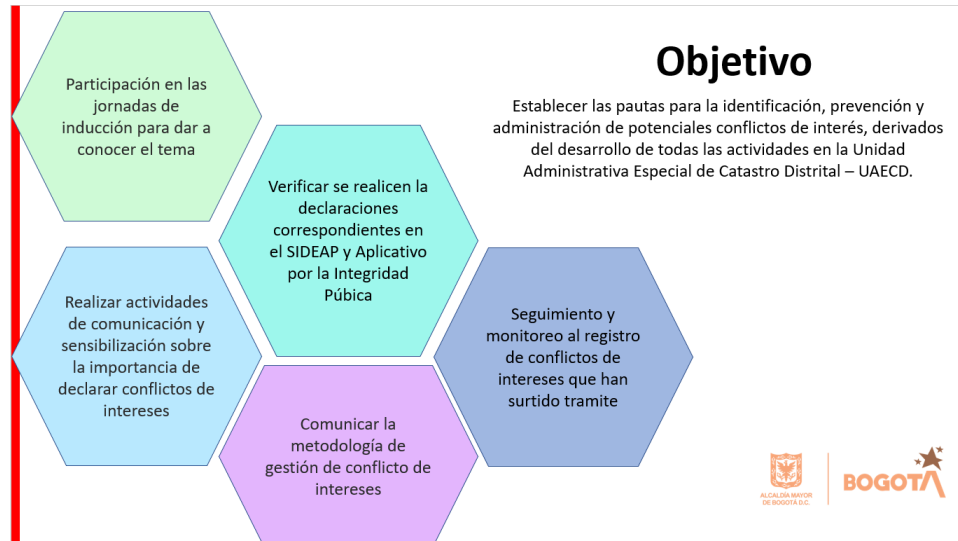 Participación en las
jornadas de
inducción para dar a
conocer el tema
Verificar se realicen la
declaraciones
correspondientes en
el SIDEAP y Aplicativo
por la Integridad
Púbica
Realizar actividades
de comunicación y
sensibilización sobre
la importancia de
declarar conflictos de
intereses
Comunicar la
metodología de
gestión de conflicto de
intereses
Seguimiento y
monitoreo al registro
de conflictos de
intereses que han
surtido tramite
Objetivo
Establecer las pautas para la identificación, prevención y
administración de potenciales conflictos de interés, derivados
del desarrollo de todas las actividades en la Unidad
Administrativa Especial de Catastro Distrital – UAECD.
ALCALDÍA MAYOR
DE BOGOTÁ D.C.
BOGOTÁ